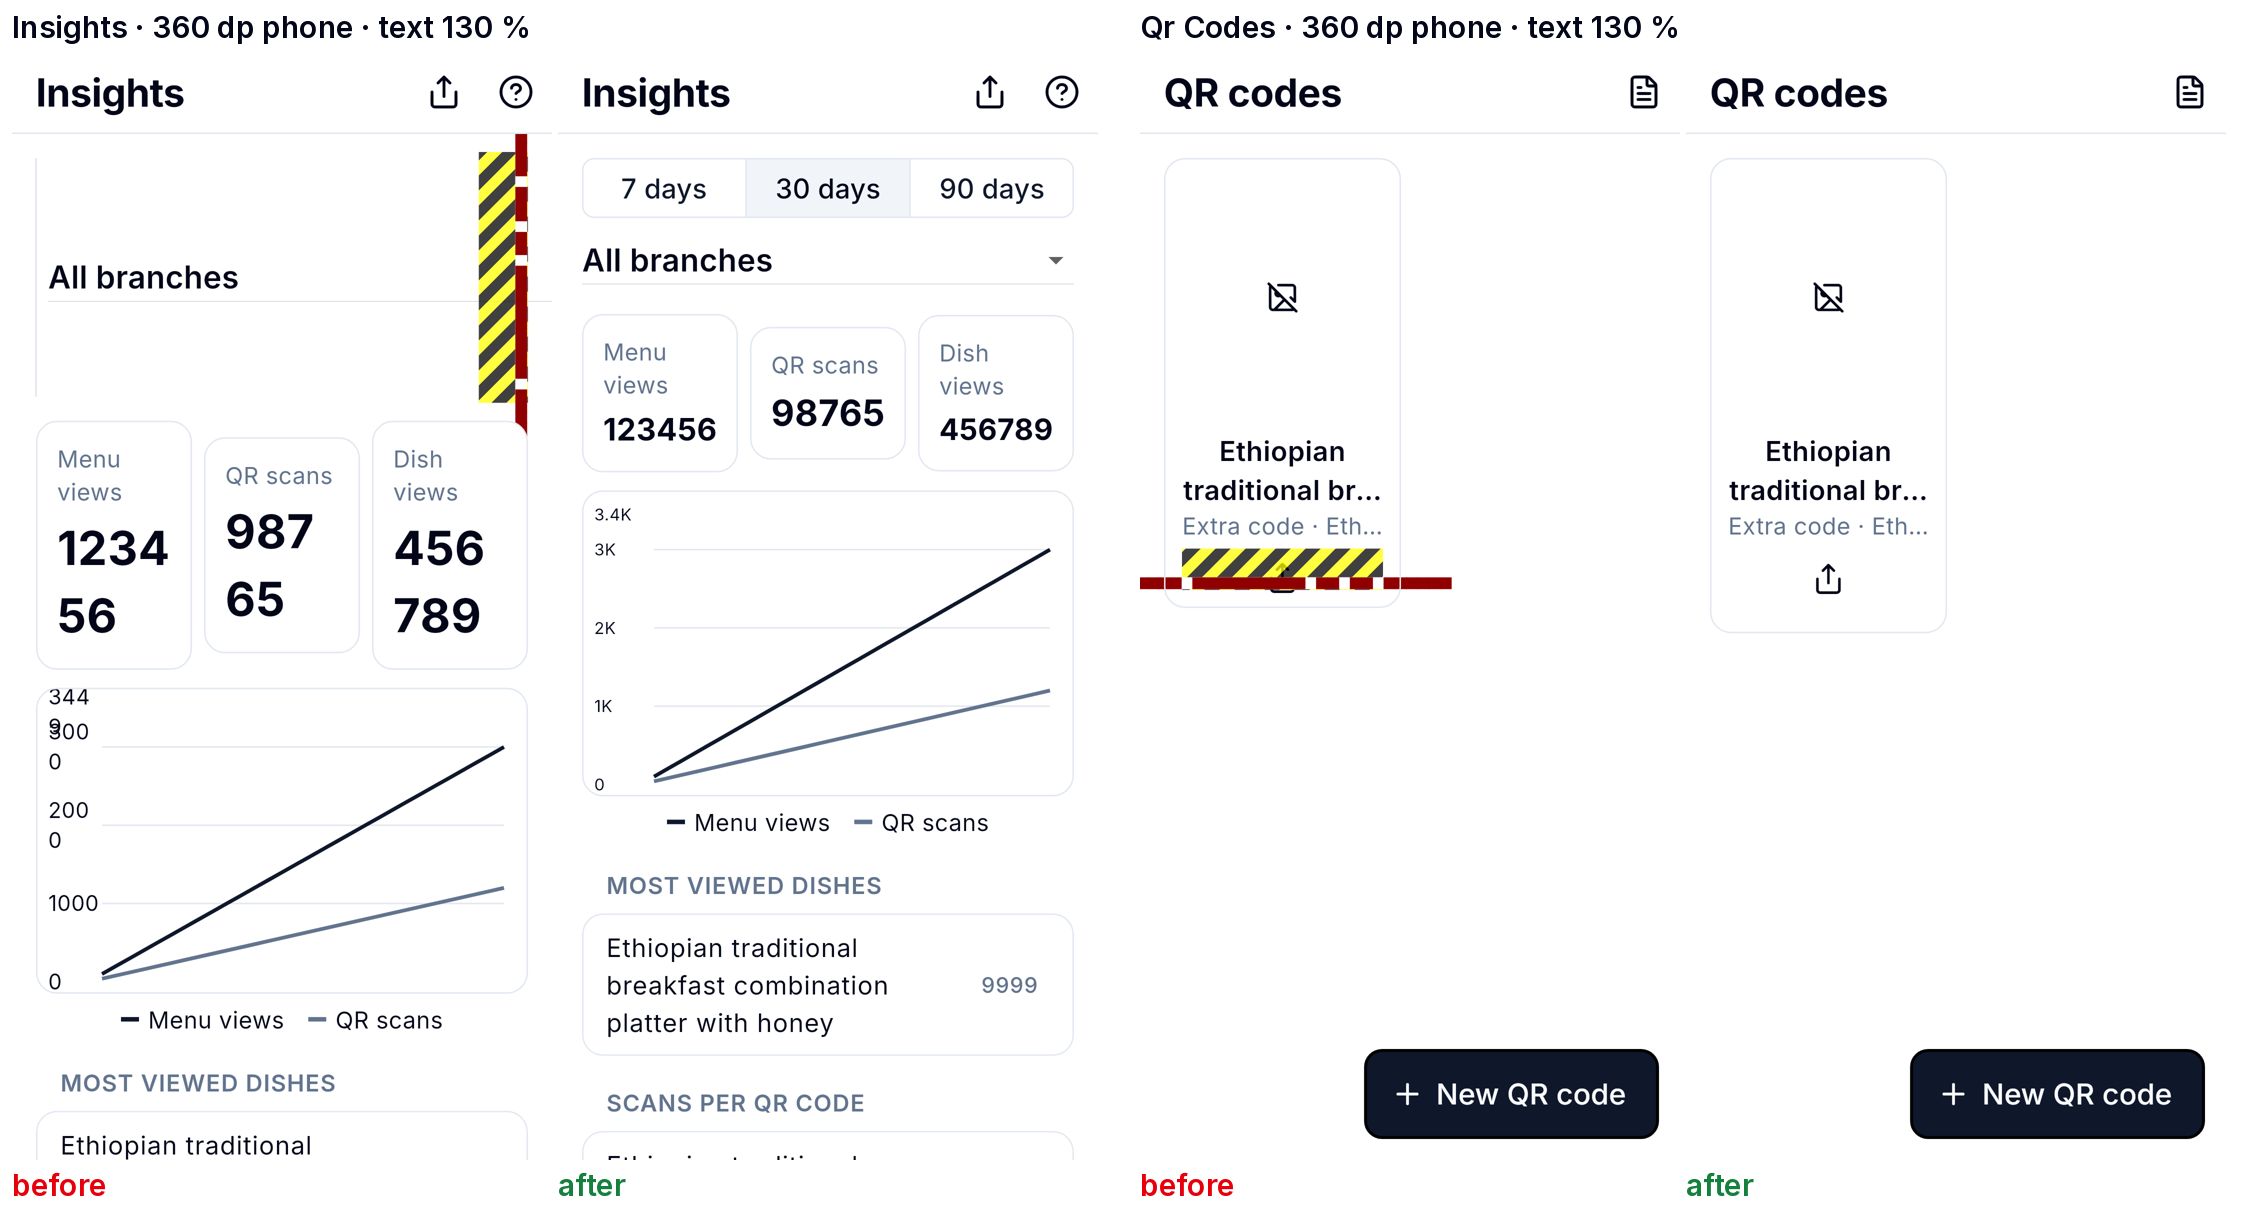 Insights · 360 dp phone · text 130 %
Insights
All branches
Menu
views
1234
56
QR scans
987
65
Dish
views
456
789
344
9
300
0
200
0
1000
0
Menu views
QR scans
MOST VIEWED DISHES
Ethiopian traditional
before
Insights
7 days
30 days
90 days
All branches
Menu
views
123456
QR scans
98765
Dish
views
456789
3.4K
3K
2K
1K
0
Menu views
QR scans
MOST VIEWED DISHES
Ethiopian traditional
breakfast combination
platter with honey
9999
SCANS PER QR CODE
after
Qr Codes · 360 dp phone · text 130 %
QR codes
Ethiopian
traditional br...
Extra code · Eth...
+ New QR code
before
QR codes
Ethiopian
traditional br...
Extra code · Eth...
+ New QR code
after